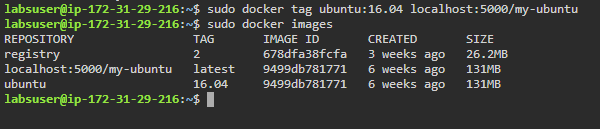 labsuser@ip-172-31-29-216:~$ sudo docker tag ubuntu:16.04 localhost:5000/my-ubuntu
labsuser@ip-172-31-29-216:~$ sudo docker images
REPOSITORY TAG IMAGE ID CREATED SIZE
registry 2 678dfa38fcfa 3 weeks ago 26.2MB
localhost:5000/my-ubuntu latest 9499db781771 6 weeks ago 131MB
ubuntu 16.04 9499db781771 6 weeks ago 131MB
labsuser@ip-172-31-29-216:~$